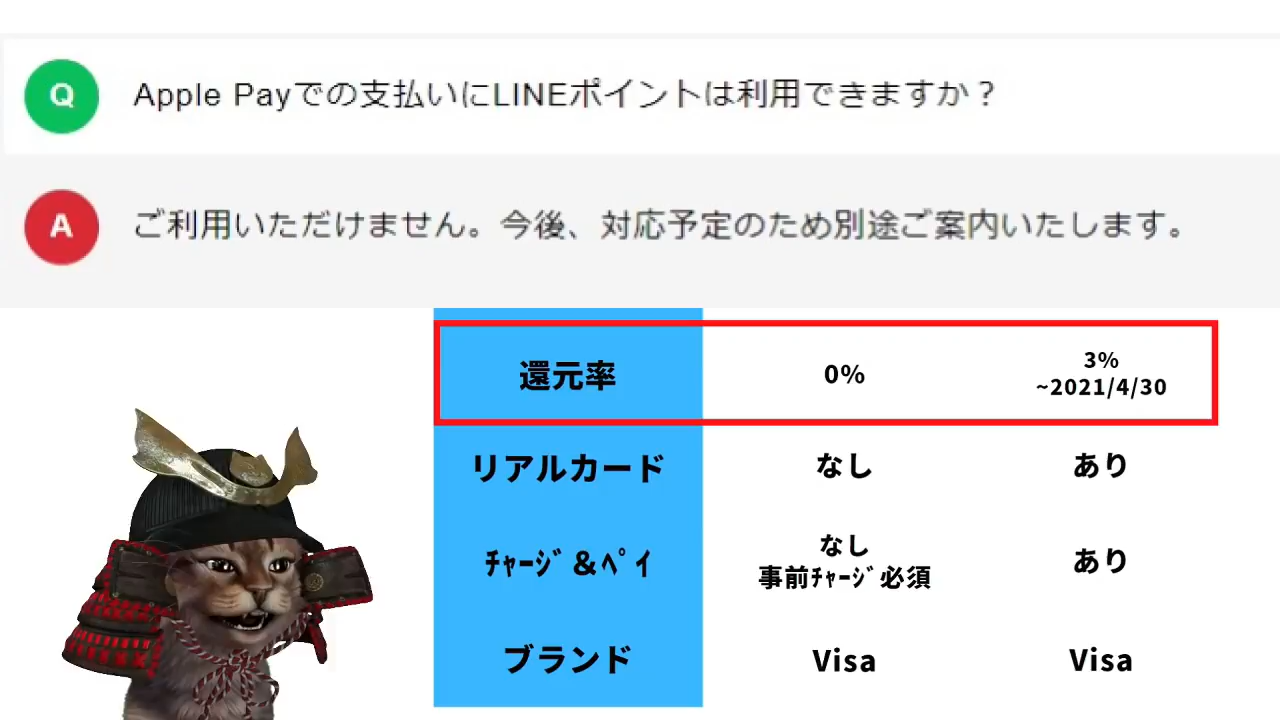 Q
Apple Payでの支払いにLINEポイントは利用できますか？
A
ご利用いただけません。今後、対応予定のため別途ご案内いたします。
還元率
0%
3%
~2021/4/30
リアルカード
なし
あり
ﾁｬｰｼﾞ&ﾍﾟｲ
なし
事前ﾁｬｰｼﾞ必須
あり
ブランド
Visa
Visa